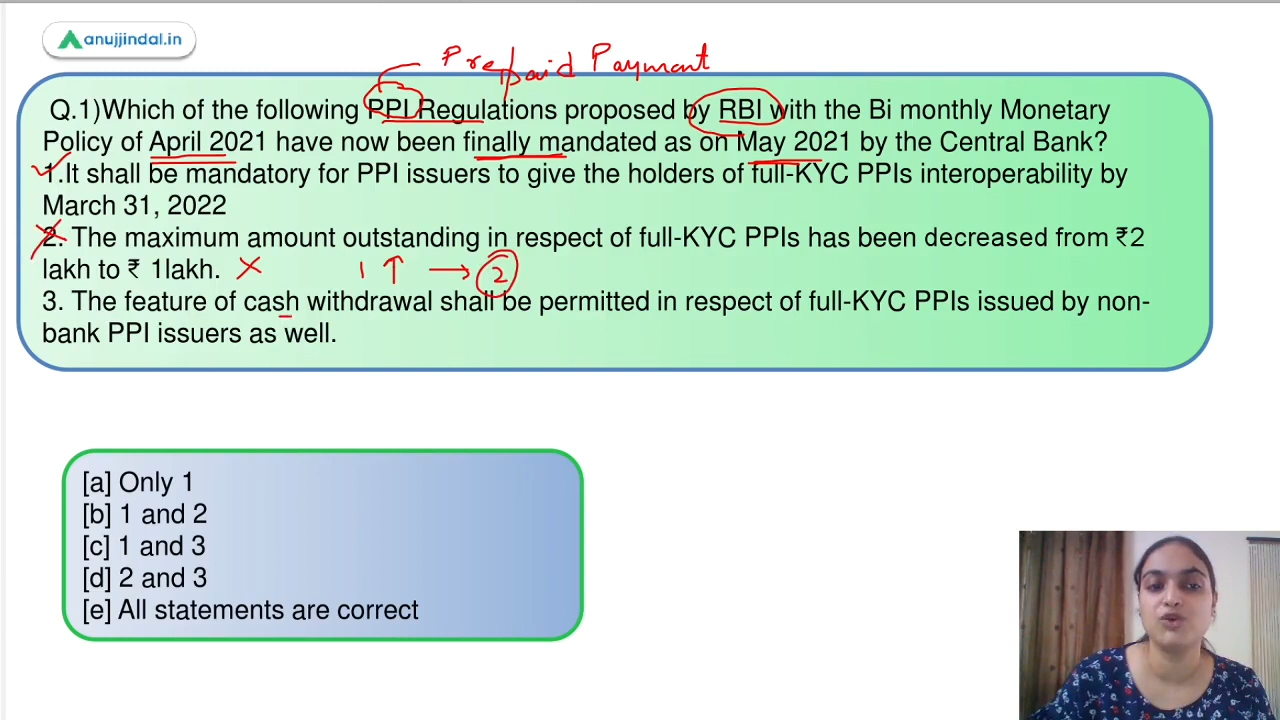 anujjindal.in
Prepaid Payment
Q.1)Which of the following PPI Regulations proposed by RBI with the Bi monthly Monetary
Policy of April 2021 have now been finally mandated as on May 2021 by the Central Bank?
1.It shall be mandatory for PPI issuers to give the holders of full-KYC PPIs interoperability by
March 31, 2022
2. The maximum amount outstanding in respect of full-KYC PPIs has been decreased from ₹2
lakh to ₹ 1lakh. 1 ↑ → 2
3. The feature of cash withdrawal shall be permitted in respect of full-KYC PPIs issued by non-
bank PPI issuers as well.
[a] Only 1
[b] 1 and 2
[c] 1 and 3
[d] 2 and 3
[e] All statements are correct